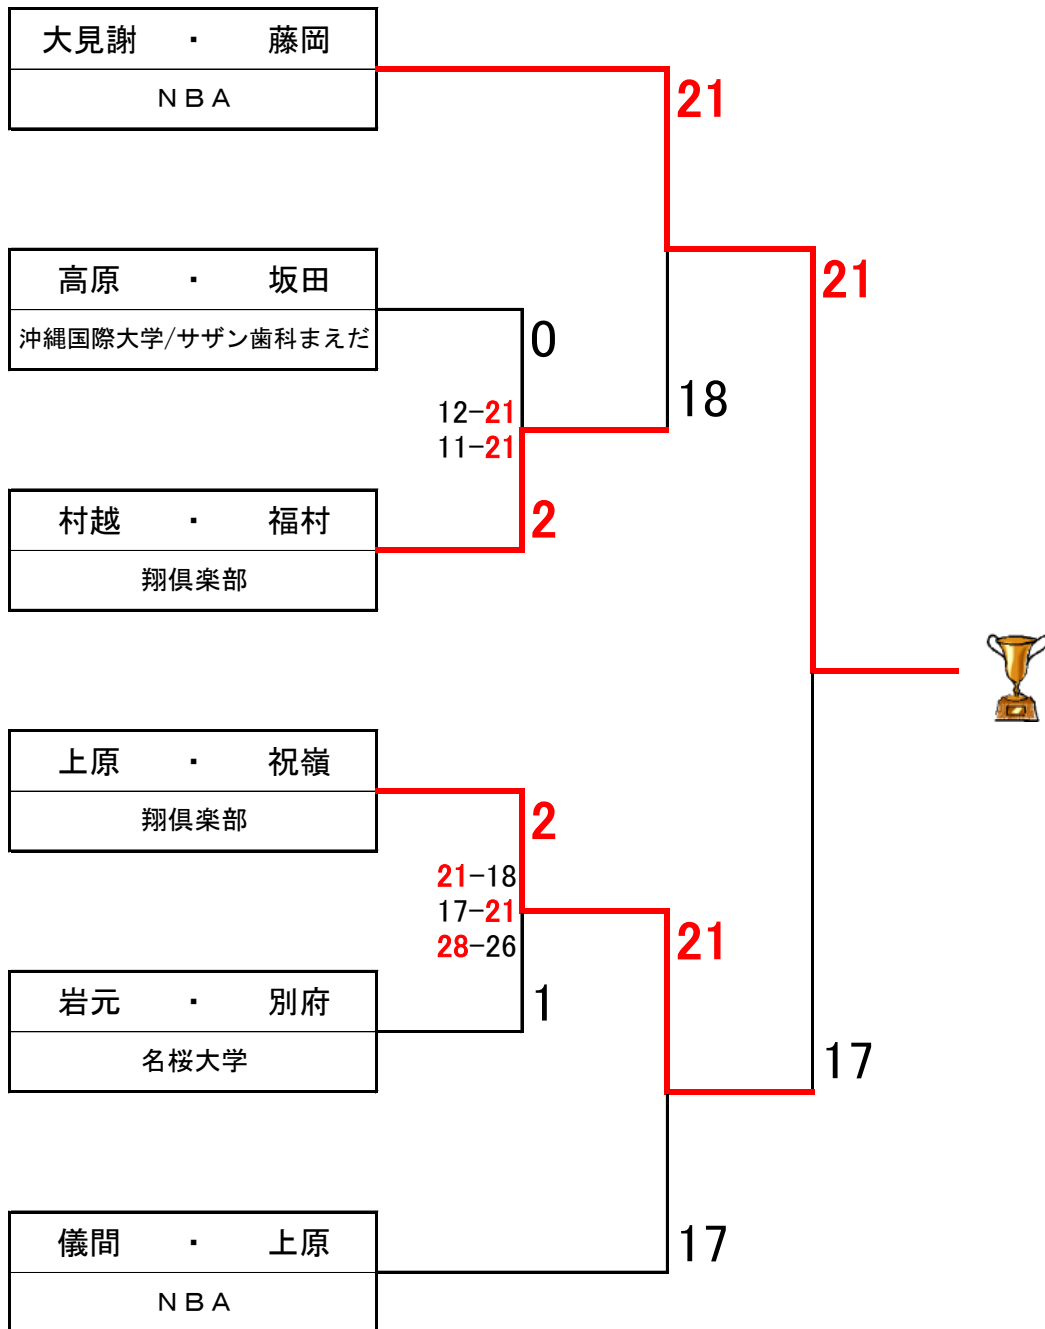 大見謝 ・ 藤岡
NBA
21
高原 ・ 坂田
沖縄国際大学/サザン歯科まえだ
21
0
18
12-21
11-21
村越 ・ 福村
2
翔倶楽部
上原 ・ 祝嶺
翔倶楽部
2
21-18
17-21
28-26
21
岩元 ・ 別府
1
名桜大学
17
儀間 ・ 上原
17
NBA